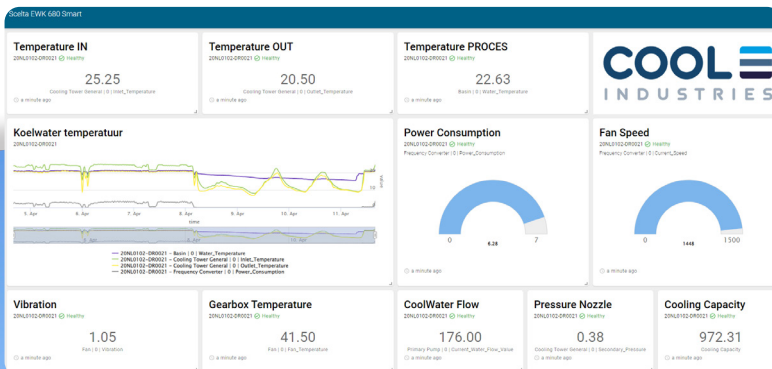 Scelta EWK 680 Smart
Temperature IN
20NL0102-DR0021 Healthy
25.25
Cooling Tower General | 0 | Inlet_Temperature
a minute ago
Temperature OUT
20NL0102-DR0021 Healthy
20.50
Cooling Tower General | 0 | Outlet_Temperature
a minute ago
Temperature PROCES
20NL0102-DR0021 Healthy
22.63
Basin | 0 | Water_Temperature
a minute ago
COOL
INDUSTRIES
Koelwater temperatuur
20NL0102-DR0021
10
5. Apr 6. Apr 7. Apr 8. Apr 9. Apr 10. Apr 11. Apr
time
20NL0102-DR0021 - Basin | 0 | Water_Temperature
20NL0102-DR0021 - Cooling Tower General | 0 | Inlet_Temperature
20NL0102-DR0021 - Cooling Tower General | 0 | Outlet_Temperature
20NL0102-DR0021 - Frequency Converter | 0 | Power_Consumption
Power Consumption
20NL0102-DR0021 Healthy
Frequency Converter | 0 | Power_Consumption
0 6.28 7
a minute ago
Fan Speed
20NL0102-DR0021 Healthy
Frequency Converter | 0 | Current_Speed
0 1448 1500
a minute ago
Vibration
20NL0102-DR0021 Healthy
1.05
Fan | 0 | Vibration
a minute ago
Gearbox Temperature
20NL0102-DR0021 Healthy
41.50
Fan | 0 | Fan_Temperature
a minute ago
CoolWater Flow
20NL0102-DR0021 Healthy
176.00
Primary Pump | 0 | Current_Water_Flow_Value
a minute ago
Pressure Nozzle
20NL0102-DR0021 Healthy
0.38
Cooling Tower General | 0 | Secondary_Pressure
a minute ago
Cooling Capacity
20NL0102-DR0021 Healthy
972.31
Cooling Capacity
a minute ago